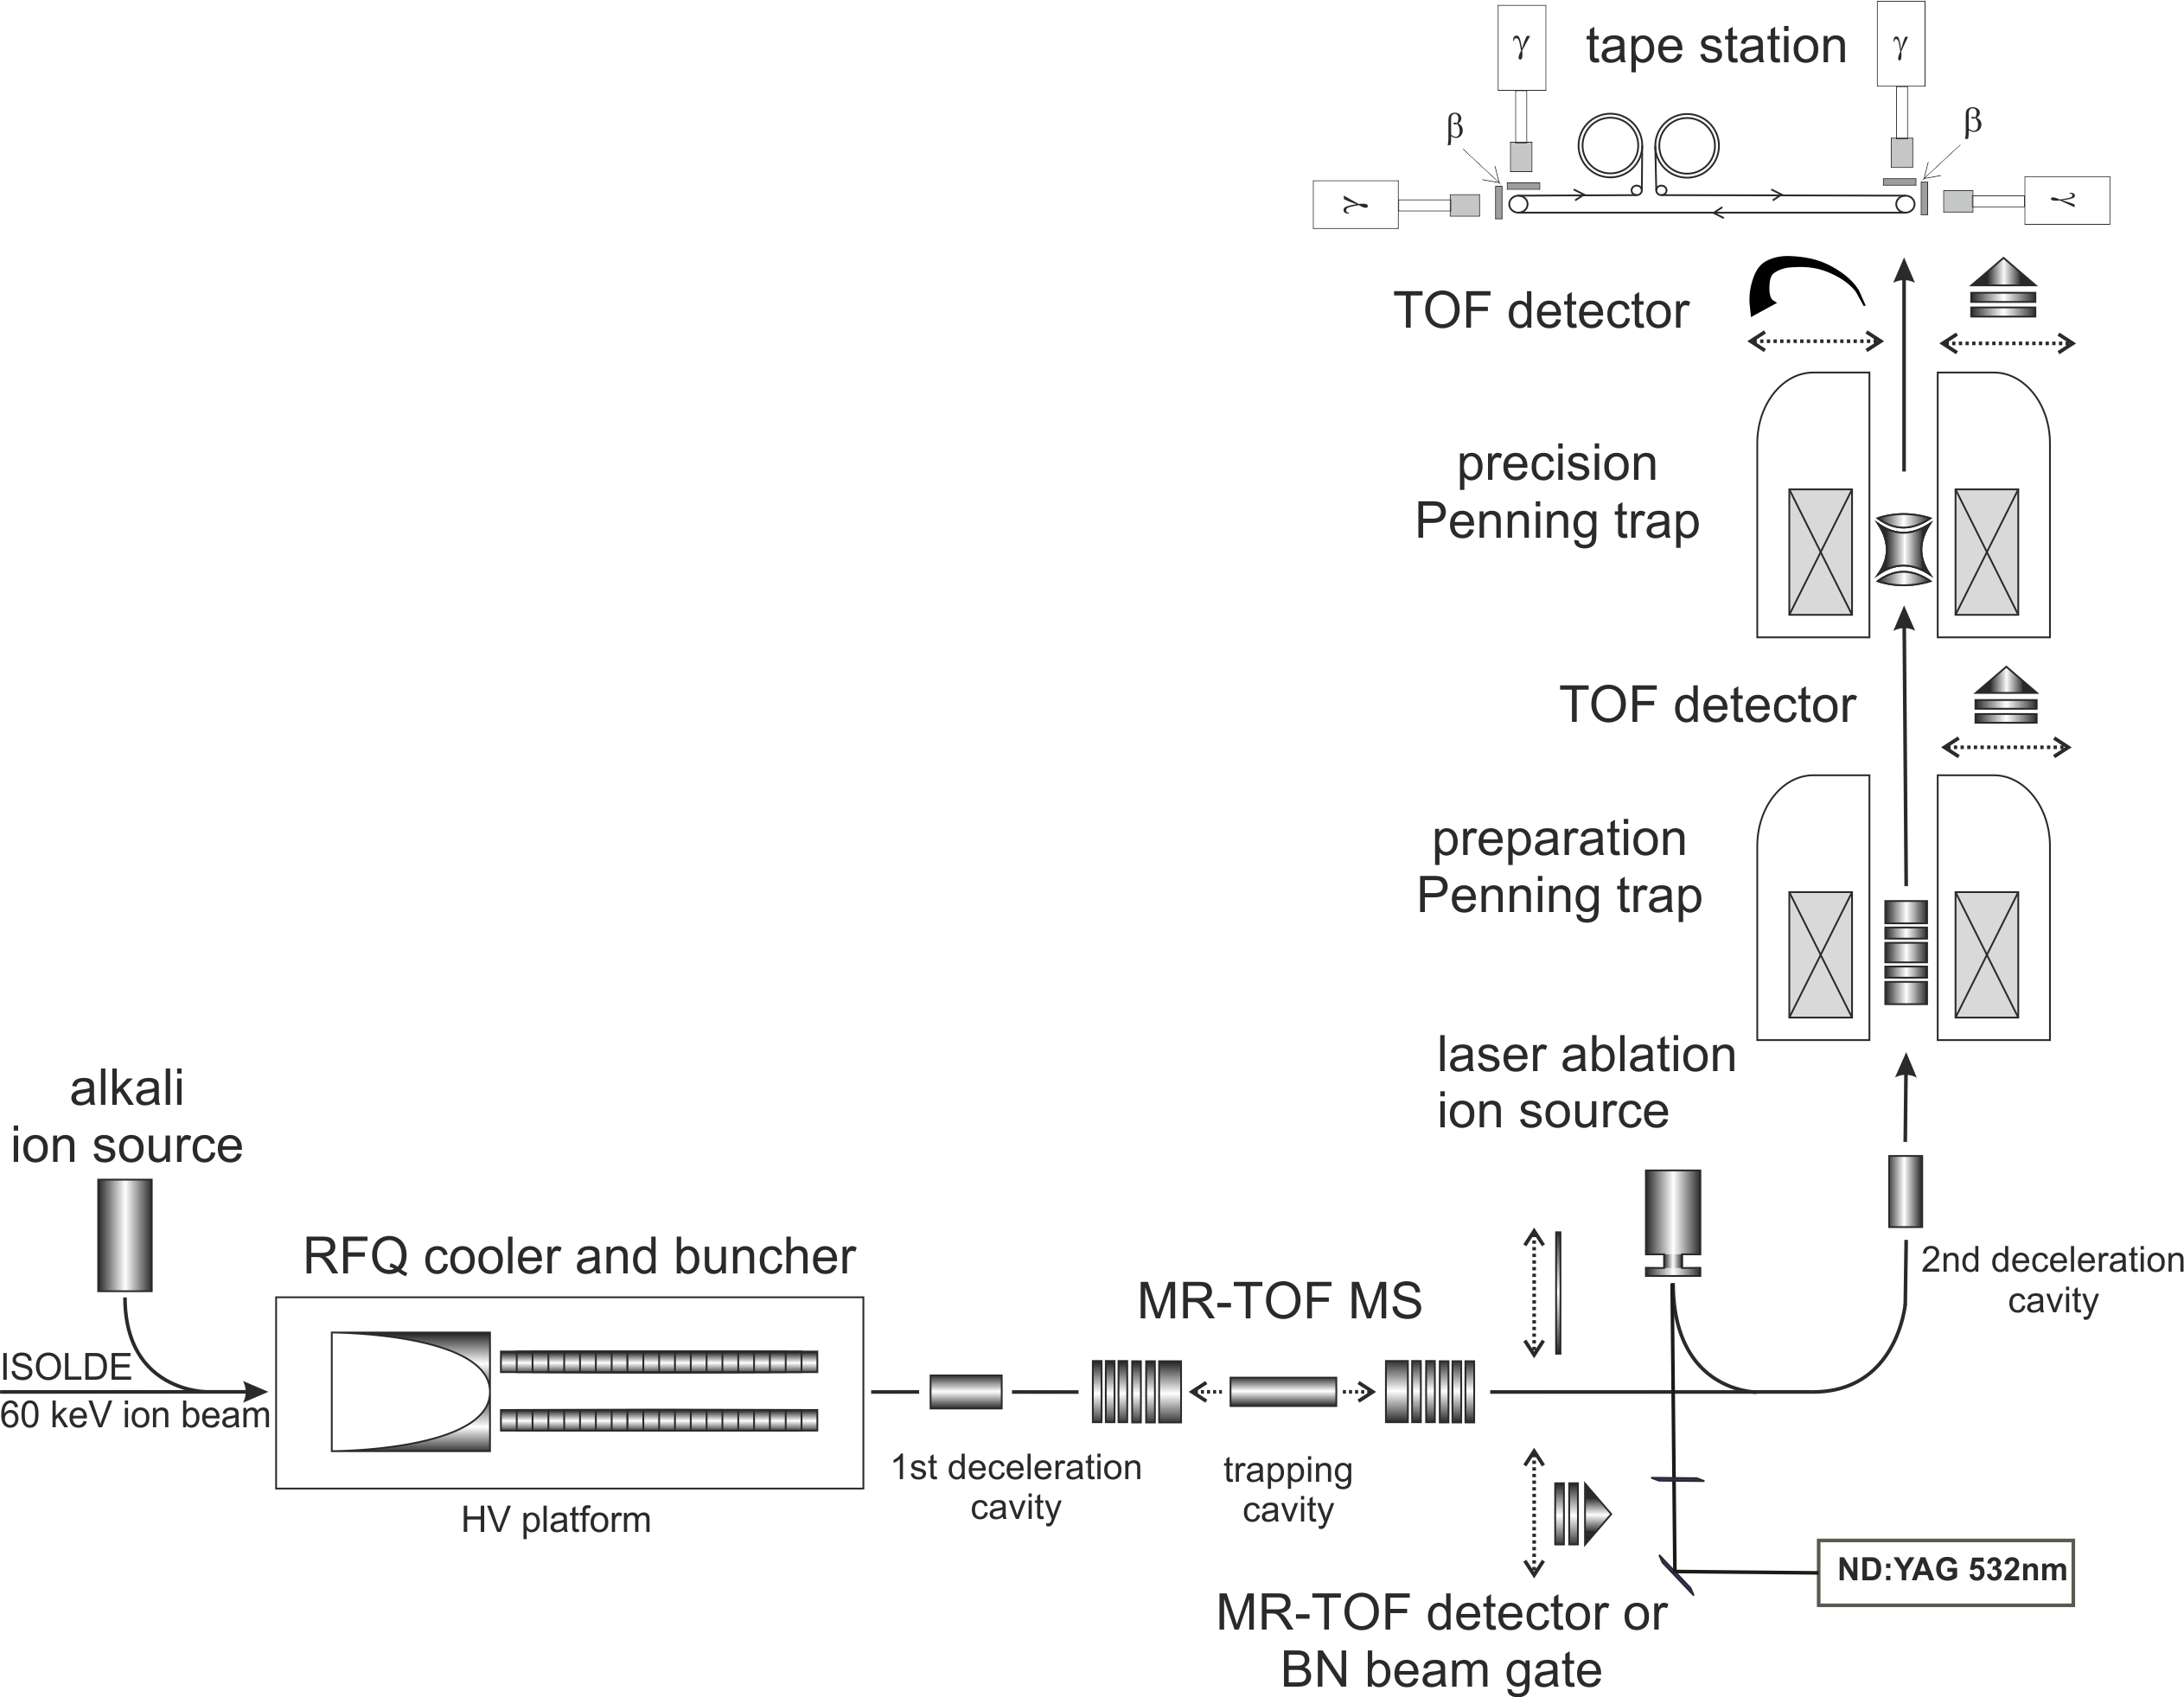 γ
tape station
γ
β
β
γ
γ
TOF detector
precision
Penning trap
TOF detector
preparation
Penning trap
laser ablation
ion source
alkali
ion source
RFQ cooler and buncher
2nd deceleration
cavity
MR-TOF MS
ISOLDE
60 keV ion beam
1st deceleration
cavity
trapping
cavity
HV platform
ND:YAG 532nm
MR-TOF detector or
BN beam gate